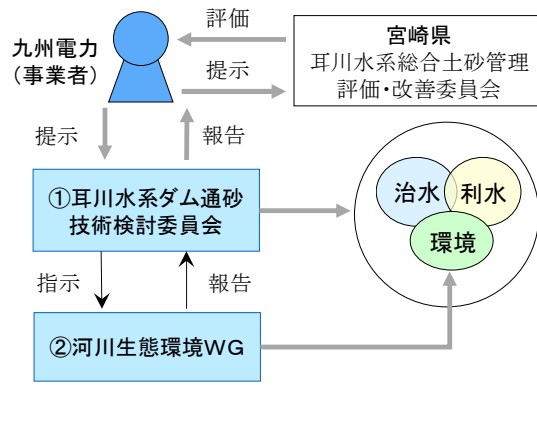 評価
九州電力
（事業者）
提示
宮崎県
耳川水系総合土砂管理
評価・改善委員会
提示
報告
①耳川水系ダム通砂
技術検討委員会
治水
利水
環境
指示
報告
②河川生態環境WG